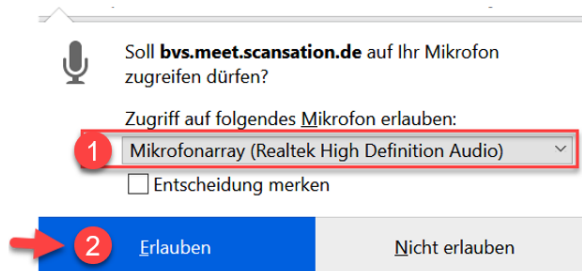 Soll bvs.meet.scansation.de auf Ihr Mikrofon
zugreifen dürfen?
Zugriff auf folgendes Mikrofon erlauben:
1 Mikrofonarray (Realtek High Definition Audio)
Entscheidung merken
2 Erlauben Nicht erlauben